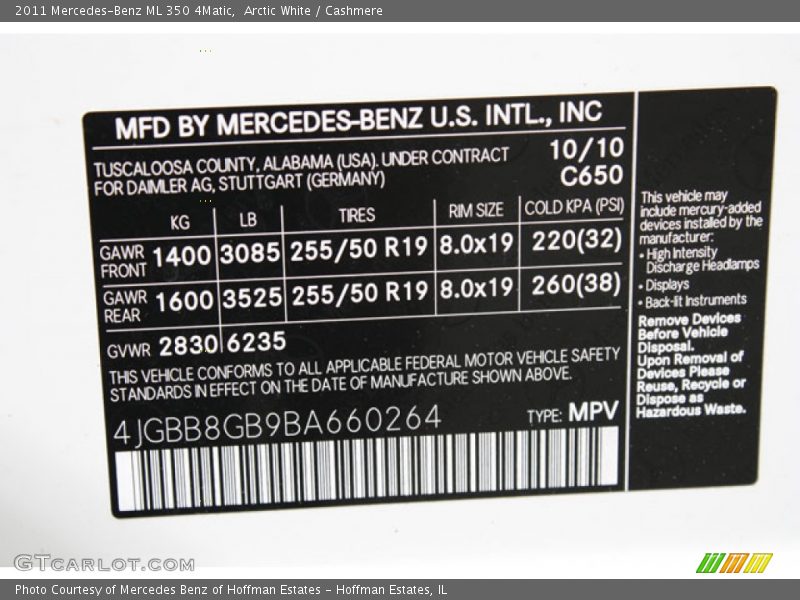 2011 Mercedes-Benz ML 350 4Matic, Arctic White / Cashmere
MFD BY MERCEDES-BENZ U.S. INTL., INC
TUSCALOOSA COUNTY, ALABAMA (USA). UNDER CONTRACT 10/10
FOR DAIMLER AG, STUTTGART (GERMANY) C650
KG LB TIRES RIM SIZE COLD KPA (PSI)
GAWR FRONT 1400 3085 255/50 R19 8.0x19 220(32)
GAWR REAR 1600 3525 255/50 R19 8.0x19 260(38)
GVWR 2830 6235
THIS VEHICLE CONFORMS TO ALL APPLICABLE FEDERAL MOTOR VEHICLE SAFETY
STANDARDS IN EFFECT ON THE DATE OF MANUFACTURE SHOWN ABOVE.
4JGBB8GB9BA660264 TYPE: MPV
This vehicle may
include mercury-added
devices installed by the
manufacturer:
• High Intensity
Discharge Headlamps
• Displays
• Back-lit Instruments
Remove Devices
Before Vehicle
Disposal.
Upon Removal of
Devices Please
Reuse, Recycle or
Dispose as
Hazardous Waste.
GTCARLOT.COM
Photo Courtesy of Mercedes Benz of Hoffman Estates - Hoffman Estates, IL